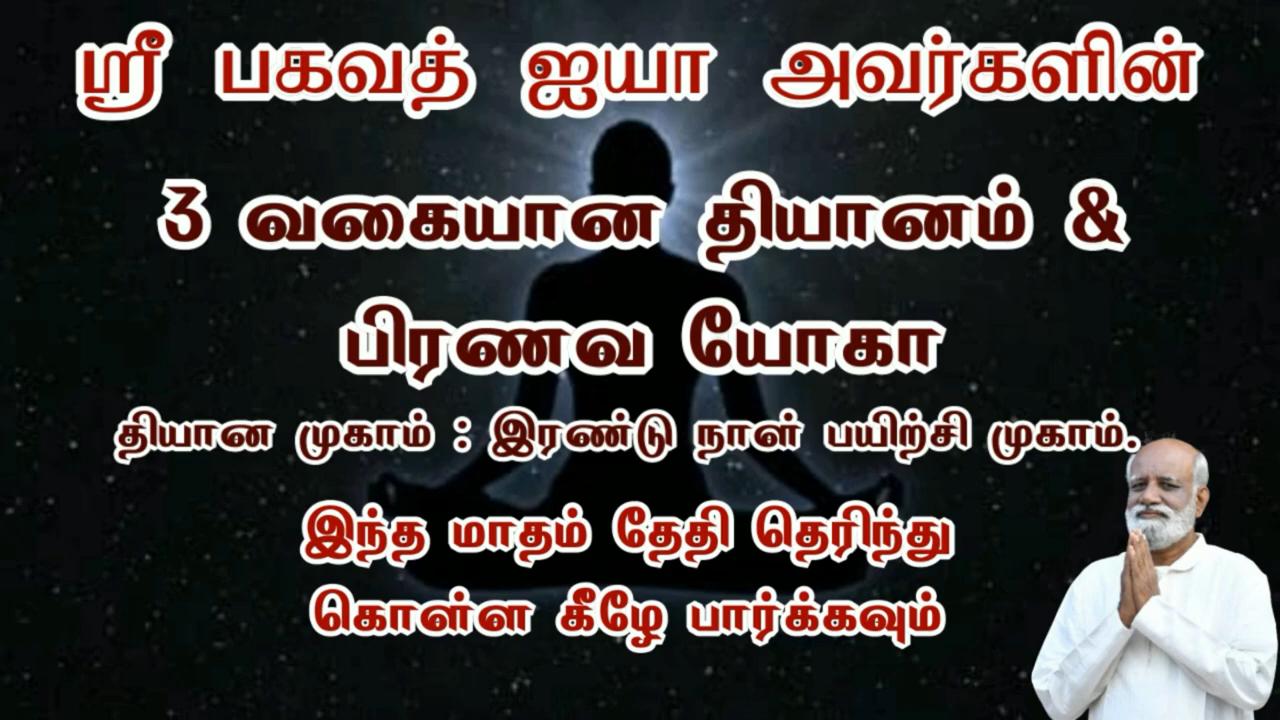 ஸ்ரீ பகவத் ஐயா அவர்களின்
3 வகையான தியானம் &
பிரணவ யோகா
தியான முகாம் : இரண்டு நாள் பயிற்சி முகாம்.
இந்த மாதம் தேதி தெரிந்து
கொள்ள கீழே பார்க்கவும்